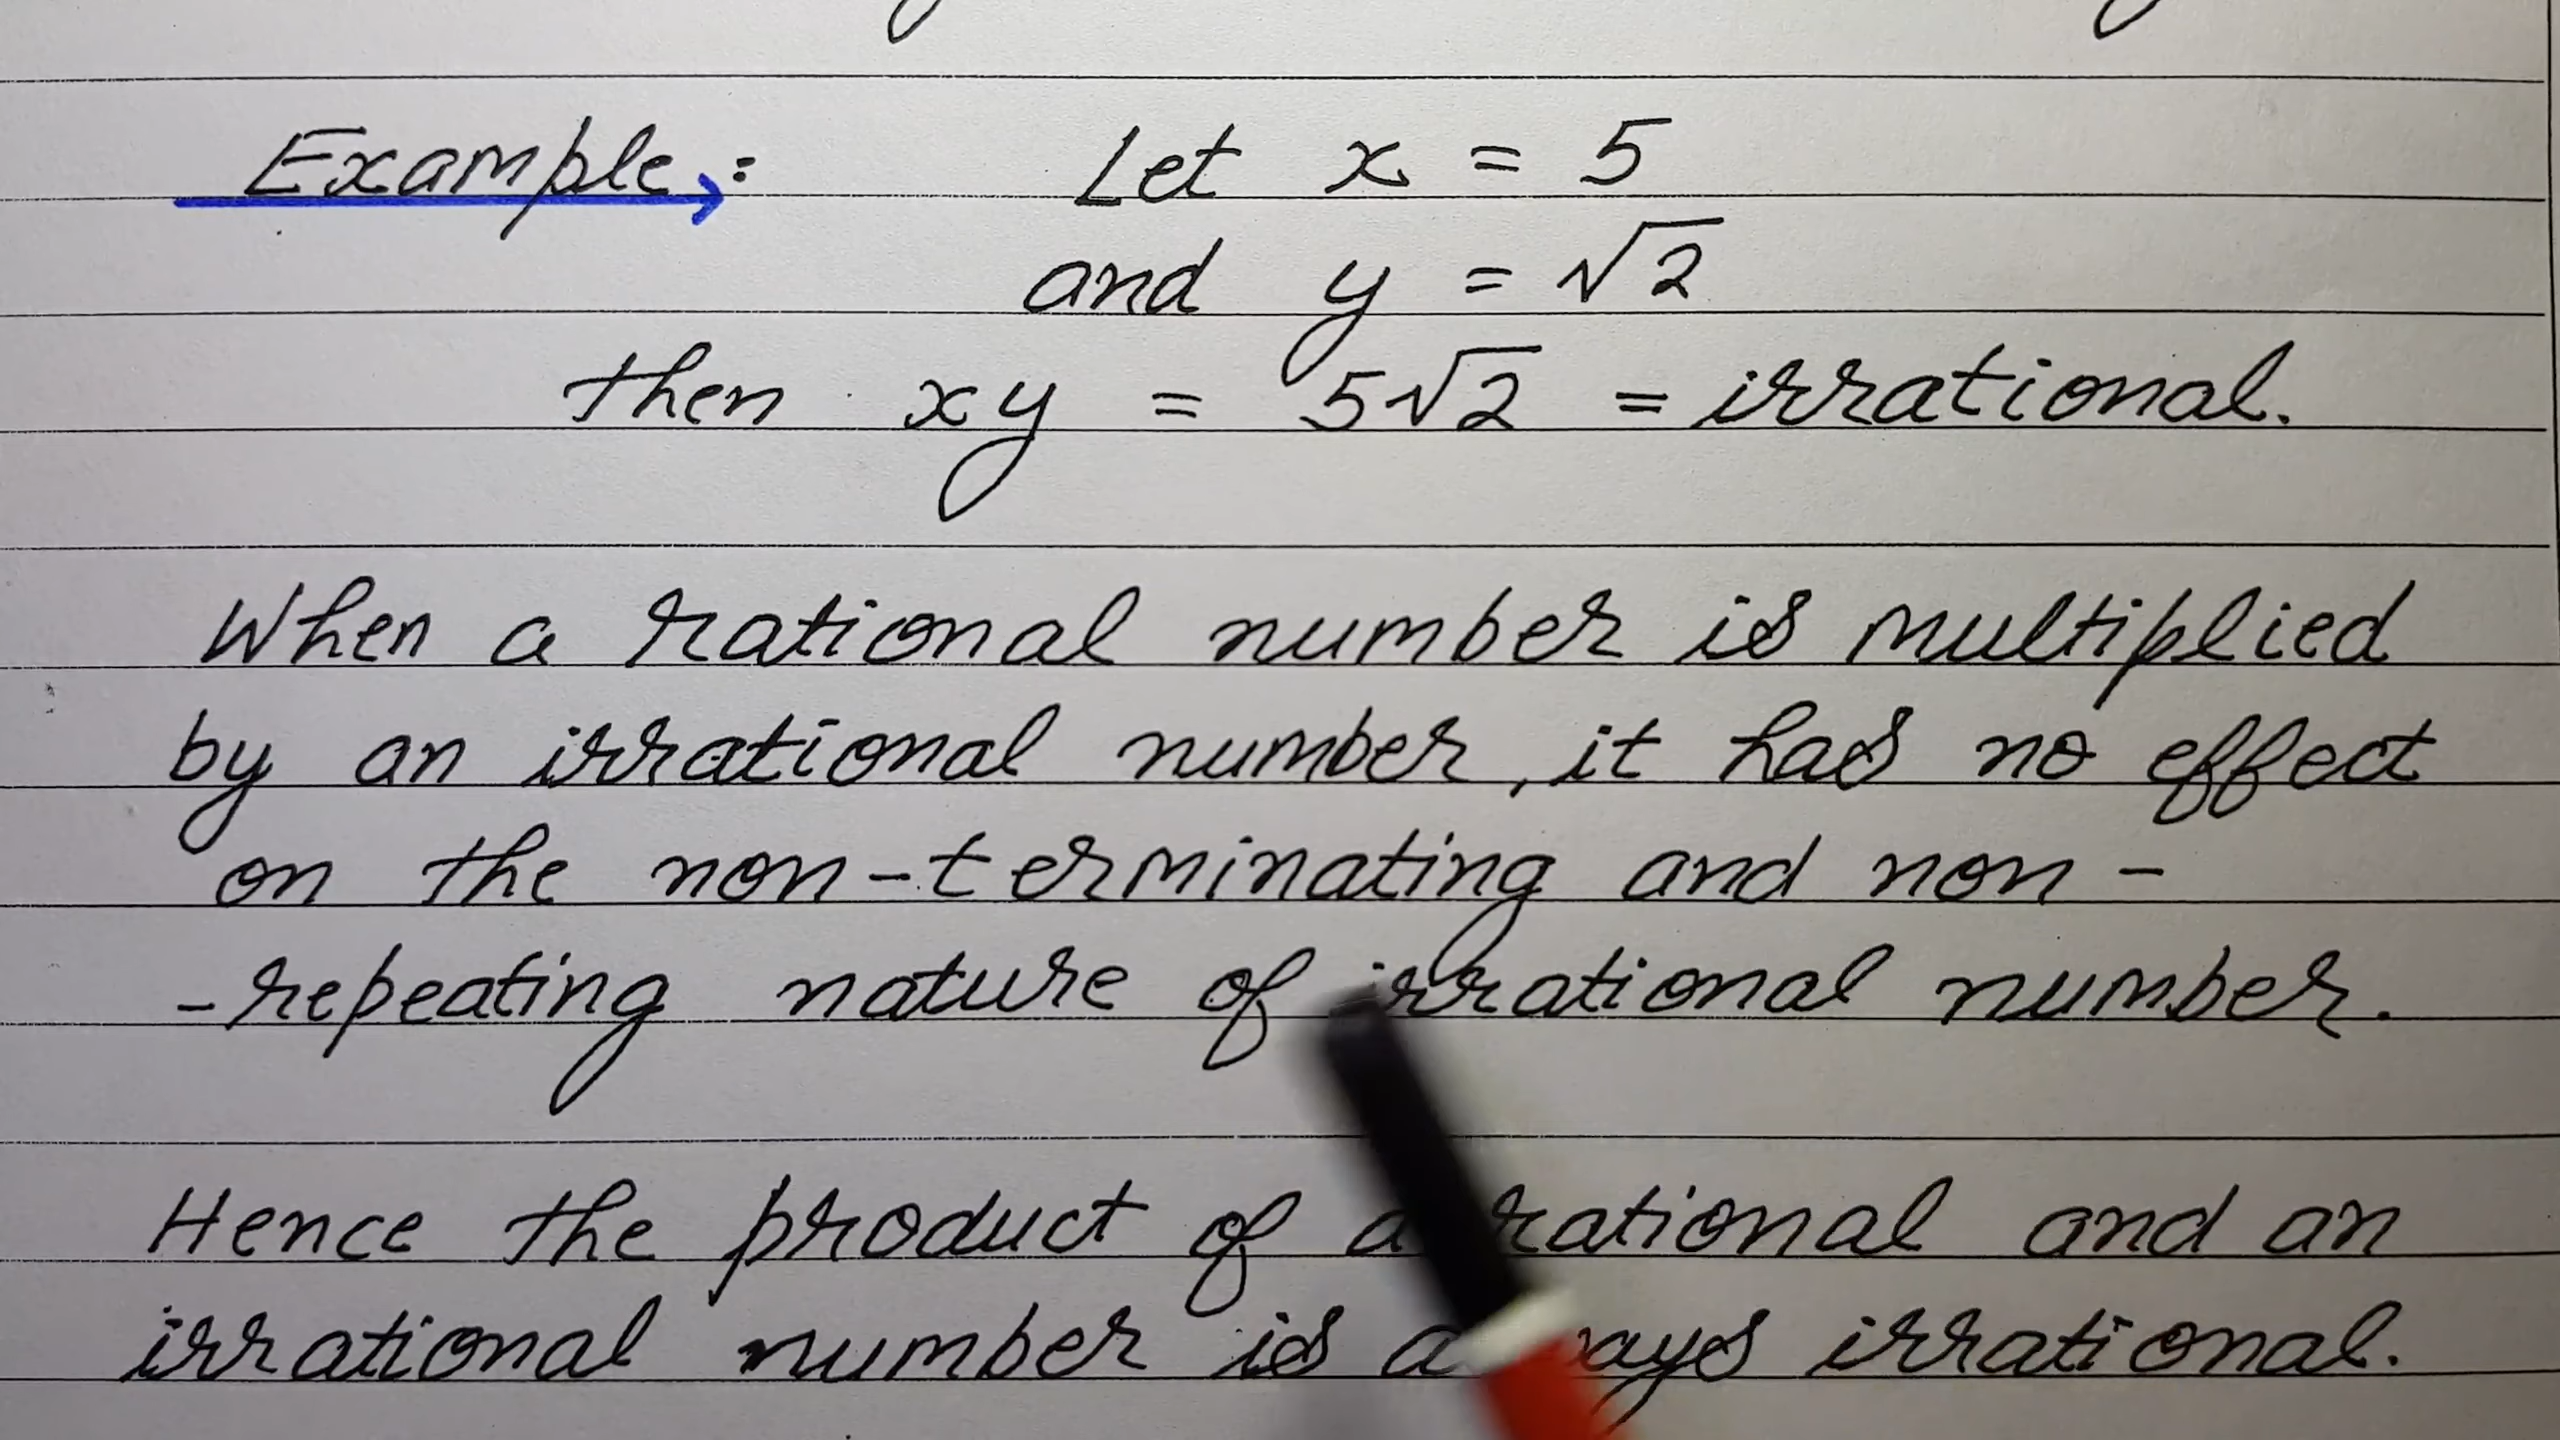 Example: Let x = 5
and y = √2
then xy = 5√2 = irrational.
When a rational number is multiplied
by an irrational number, it has no effect
on the non-terminating and non-
-repeating nature of irrational number.
Hence the product of a rational and an
irrational number is always irrational.